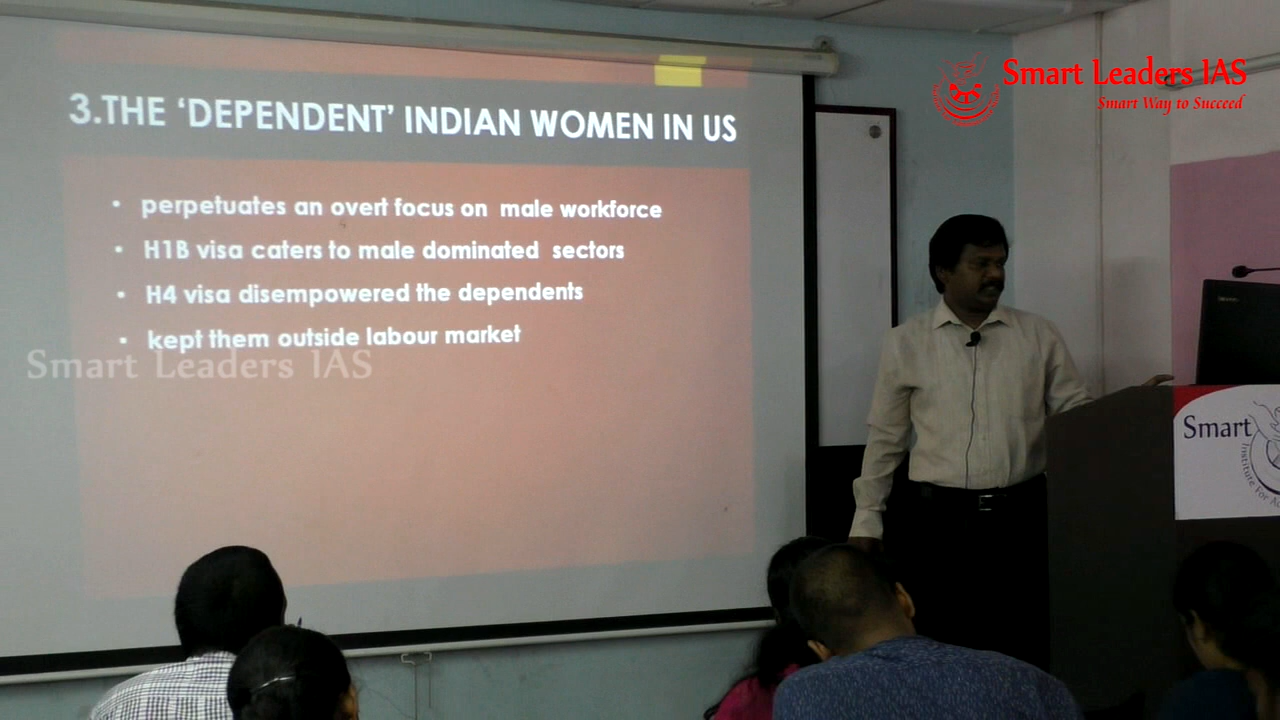 Smart Leaders IAS
Smart Way to Succeed
3.THE ‘DEPENDENT’ INDIAN WOMEN IN US
• perpetuates an overt focus on male workforce
• H1B visa caters to male dominated sectors
• H4 visa disempowered the dependents
• kept them outside labour market
Smart Leaders IAS
Smart
Institute For